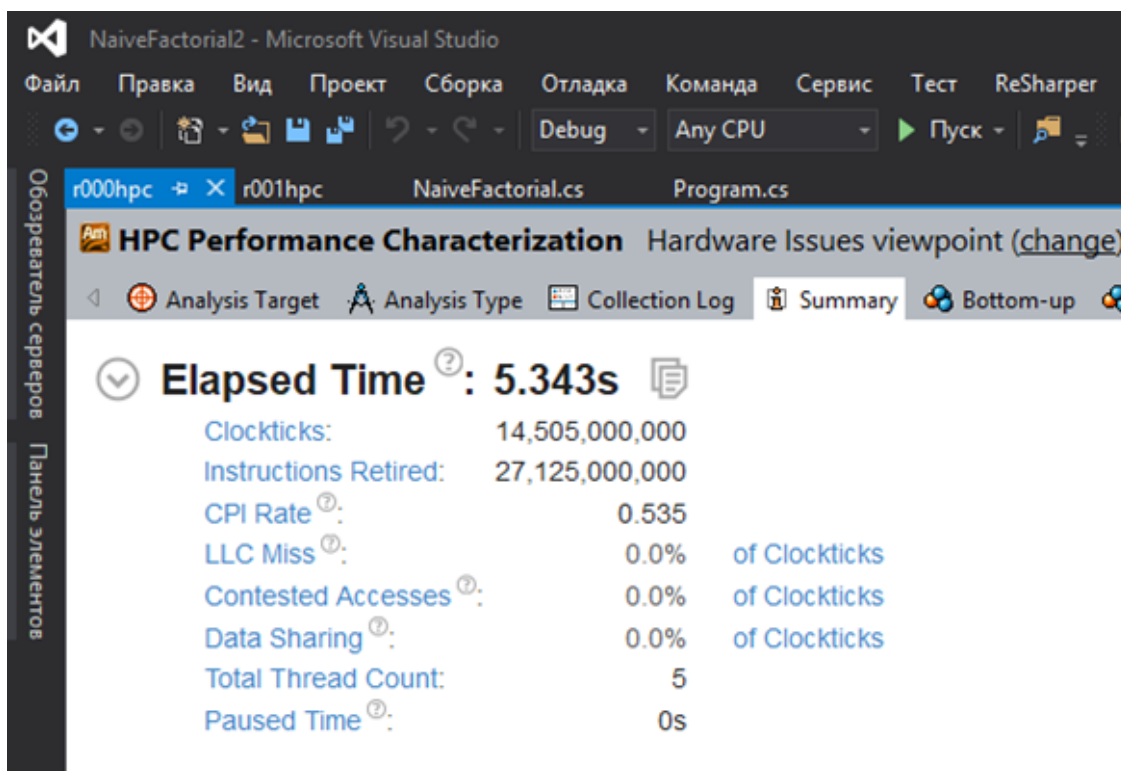 NaiveFactorial2 - Microsoft Visual Studio
Файл Правка Вид Проект Сборка Отладка Команда Сервис Тест ReSharper
Debug Any CPU Пуск
r000hpc r001hpc NaiveFactorial.cs Program.cs
Обозреватель серверов
Панель элементов
Am HPC Performance Characterization Hardware Issues viewpoint (change)
Analysis Target Analysis Type Collection Log Summary Bottom-up
Elapsed Time ?: 5.343s
Clockticks: 14,505,000,000
Instructions Retired: 27,125,000,000
CPI Rate ?: 0.535
LLC Miss ?: 0.0% of Clockticks
Contested Accesses ?: 0.0% of Clockticks
Data Sharing ?: 0.0% of Clockticks
Total Thread Count: 5
Paused Time ?: 0s